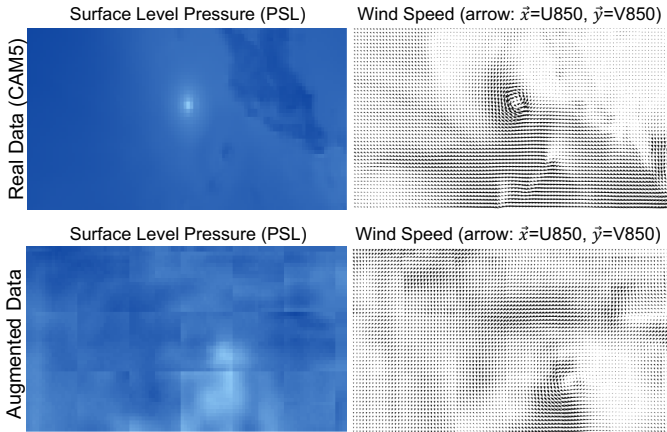 Surface Level Pressure (PSL)
Wind Speed (arrow: x⃗=U850, y⃗=V850)
Real Data (CAM5)
Surface Level Pressure (PSL)
Wind Speed (arrow: x⃗=U850, y⃗=V850)
Augmented Data